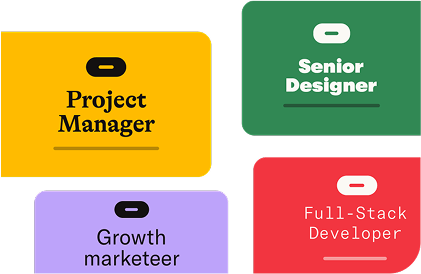 Project
Manager
Senior
Designer
Growth
marketeer
Full-Stack
Developer